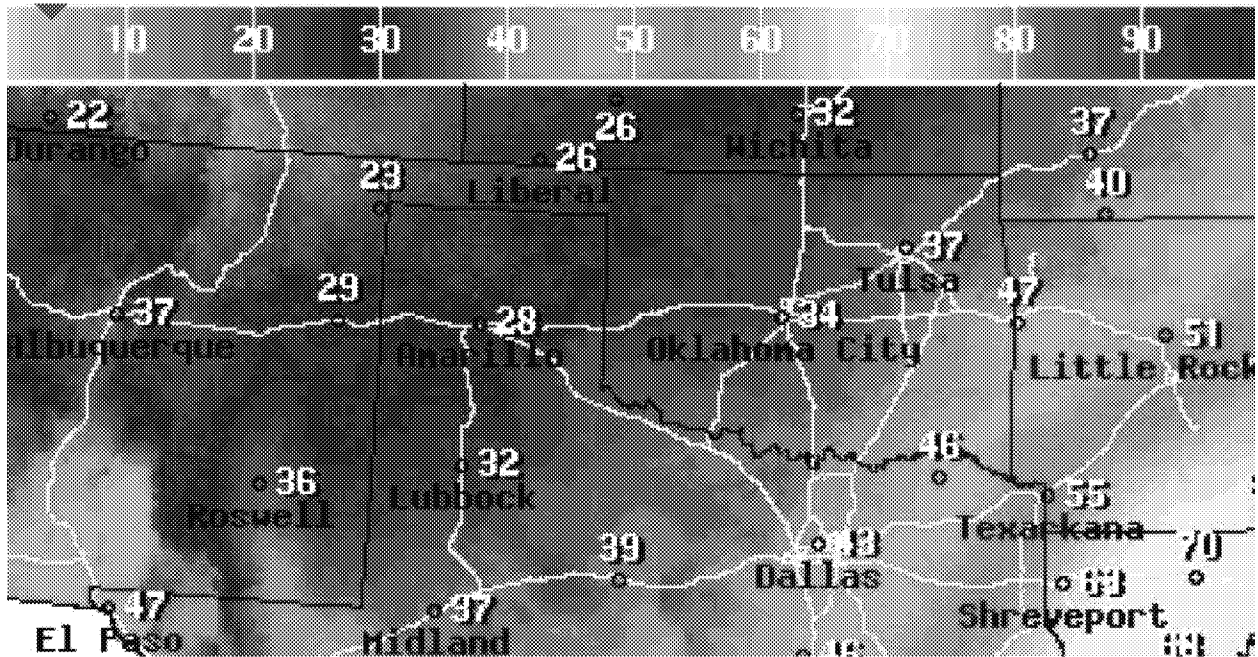 10 20 30 40 50 60 70 80 90
22 26 32 37
Durango 26 Wichita
23 Liberal 40
37
Tulsa
37 29 28 34 47 51
Albuquerque Amarillo Oklahoma City Little Rock
36 32 46 55
Roswell Lubbock Texarkana
39 70
Dallas
47 37 Shreveport
El Paso Midland